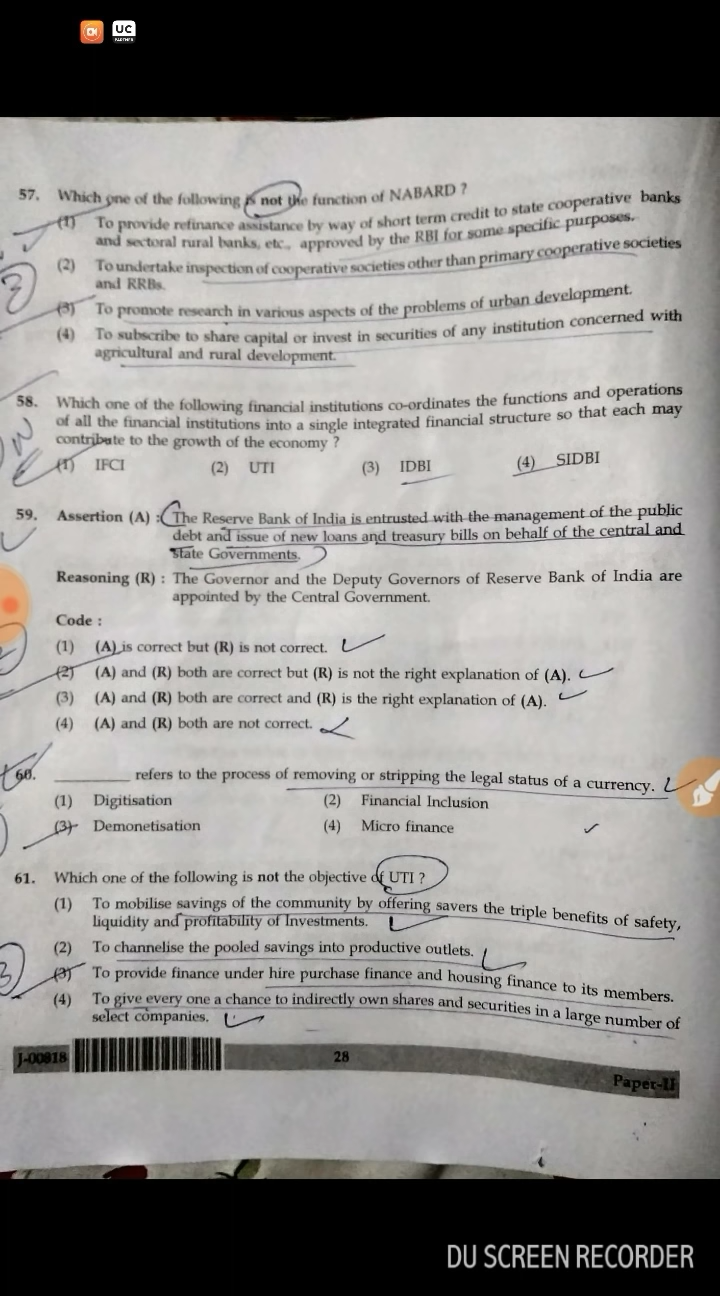 UC
PARTNER
57. Which one of the following is not the function of NABARD ?
(1) To provide refinance assistance by way of short term credit to state cooperative banks
and sectoral rural banks, etc., approved by the RBI for some specific purposes.
(2) To undertake inspection of cooperative societies other than primary cooperative societies
and RRBs.
(3) To promote research in various aspects of the problems of urban development.
(4) To subscribe to share capital or invest in securities of any institution concerned with
agricultural and rural development.
58. Which one of the following financial institutions co-ordinates the functions and operations
of all the financial institutions into a single integrated financial structure so that each may
contribute to the growth of the economy ?
(1) IFCI (2) UTI (3) IDBI (4) SIDBI
59. Assertion (A) : The Reserve Bank of India is entrusted with the management of the public
debt and issue of new loans and treasury bills on behalf of the central and
State Governments.
Reasoning (R) : The Governor and the Deputy Governors of Reserve Bank of India are
appointed by the Central Government.
Code :
(1) (A) is correct but (R) is not correct.
(2) (A) and (R) both are correct but (R) is not the right explanation of (A).
(3) (A) and (R) both are correct and (R) is the right explanation of (A).
(4) (A) and (R) both are not correct.
60. ________ refers to the process of removing or stripping the legal status of a currency.
(1) Digitisation (2) Financial Inclusion
(3) Demonetisation (4) Micro finance
61. Which one of the following is not the objective of UTI ?
(1) To mobilise savings of the community by offering savers the triple benefits of safety,
liquidity and profitability of Investments.
(2) To channelise the pooled savings into productive outlets.
(3) To provide finance under hire purchase finance and housing finance to its members.
(4) To give every one a chance to indirectly own shares and securities in a large number of
select companies.
J-00818 28 Paper-II
DU SCREEN RECORDER